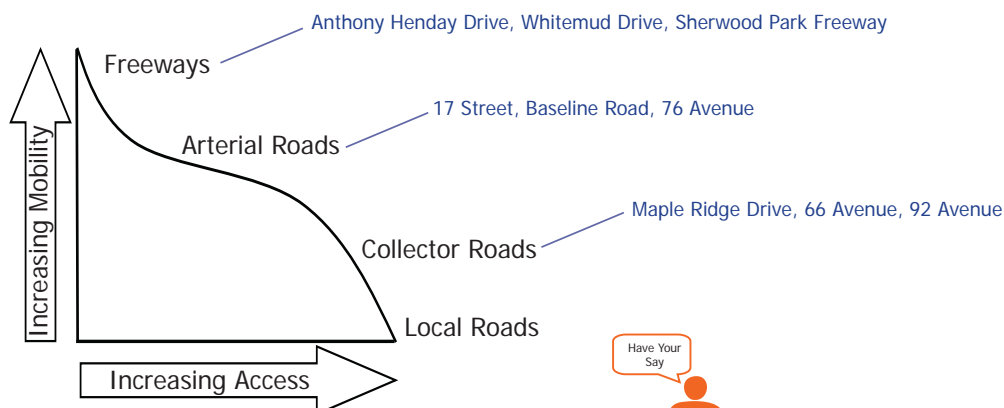 Anthony Henday Drive, Whitemud Drive, Sherwood Park Freeway
Freeways
17 Street, Baseline Road, 76 Avenue
Arterial Roads
Increasing Mobility
Maple Ridge Drive, 66 Avenue, 92 Avenue
Collector Roads
Local Roads
Have Your
Say
Increasing Access